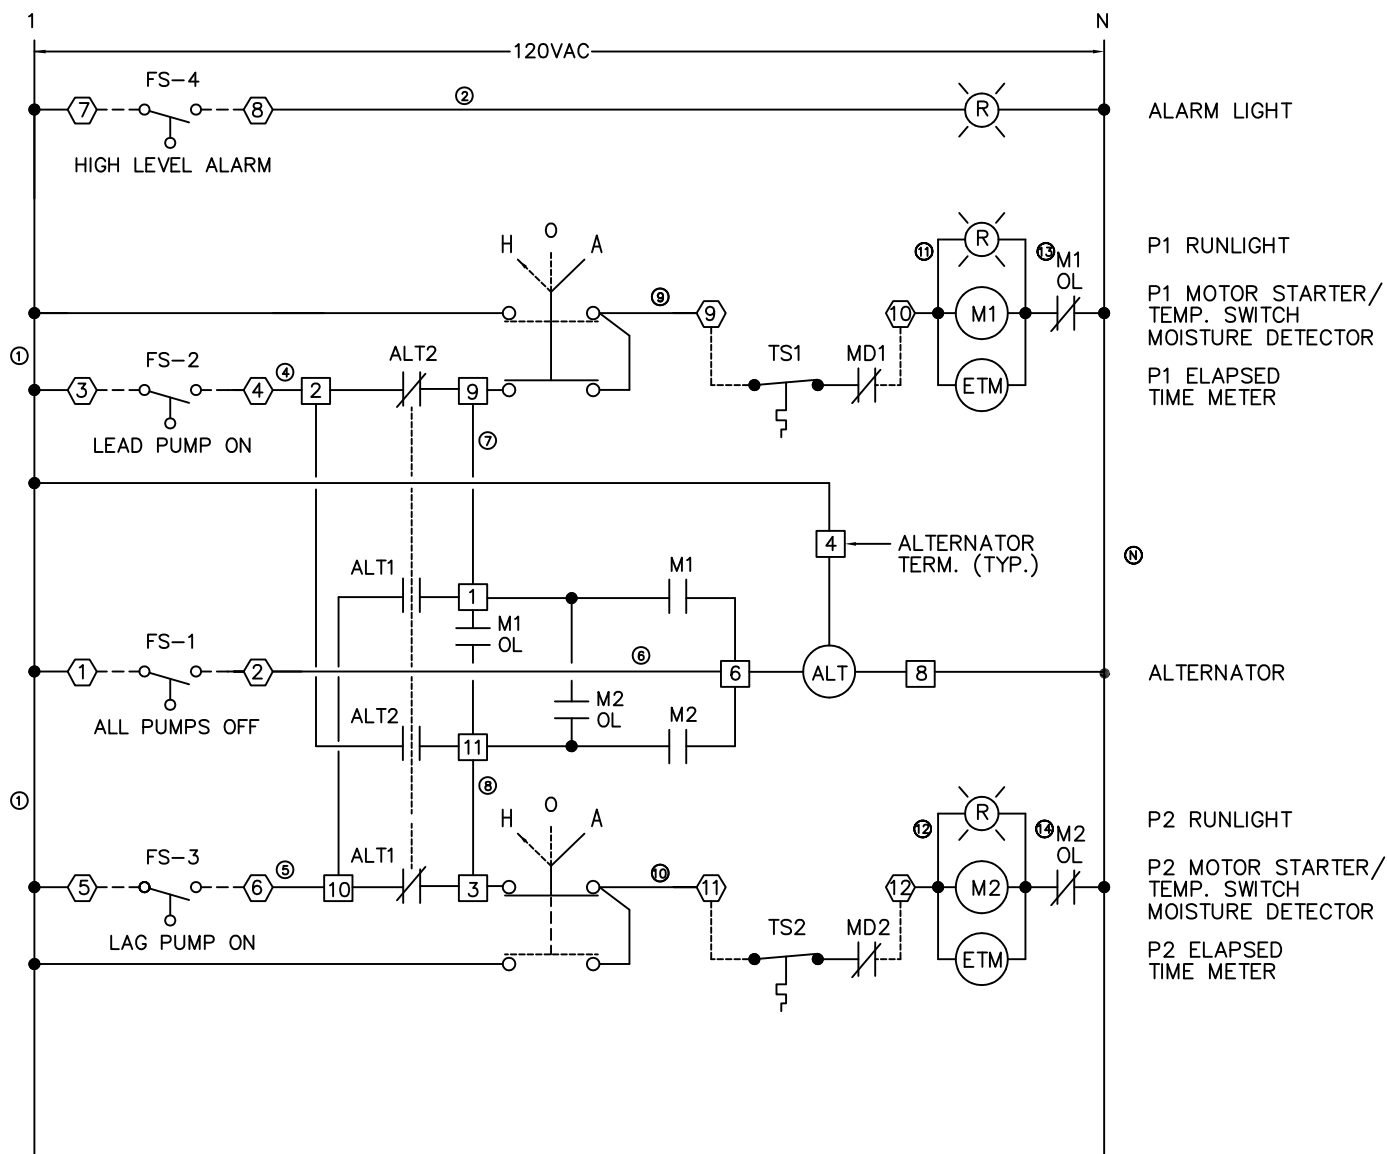 1
N
120VAC
FS-4
7
8
2
R
ALARM LIGHT
HIGH LEVEL ALARM
H
O
A
R
P1 RUNLIGHT
11
13
M1
OL
9
9
10
M1
P1 MOTOR STARTER/
TEMP. SWITCH
MOISTURE DETECTOR
1
FS-2
ALT2
TS1
MD1
3
4
4
2
9
ETM
P1 ELAPSED
TIME METER
LEAD PUMP ON
7
4
ALTERNATOR
TERM. (TYP.)
N
ALT1
1
M1
M1
OL
FS-1
6
1
2
6
ALT
8
ALTERNATOR
M2
OL
ALL PUMPS OFF
ALT2
11
M2
8
1
H
O
A
R
P2 RUNLIGHT
12
14
M2
OL
FS-3
ALT1
5
6
5
10
3
10
11
12
M2
P2 MOTOR STARTER/
TEMP. SWITCH
MOISTURE DETECTOR
LAG PUMP ON
TS2
MD2
ETM
P2 ELAPSED
TIME METER